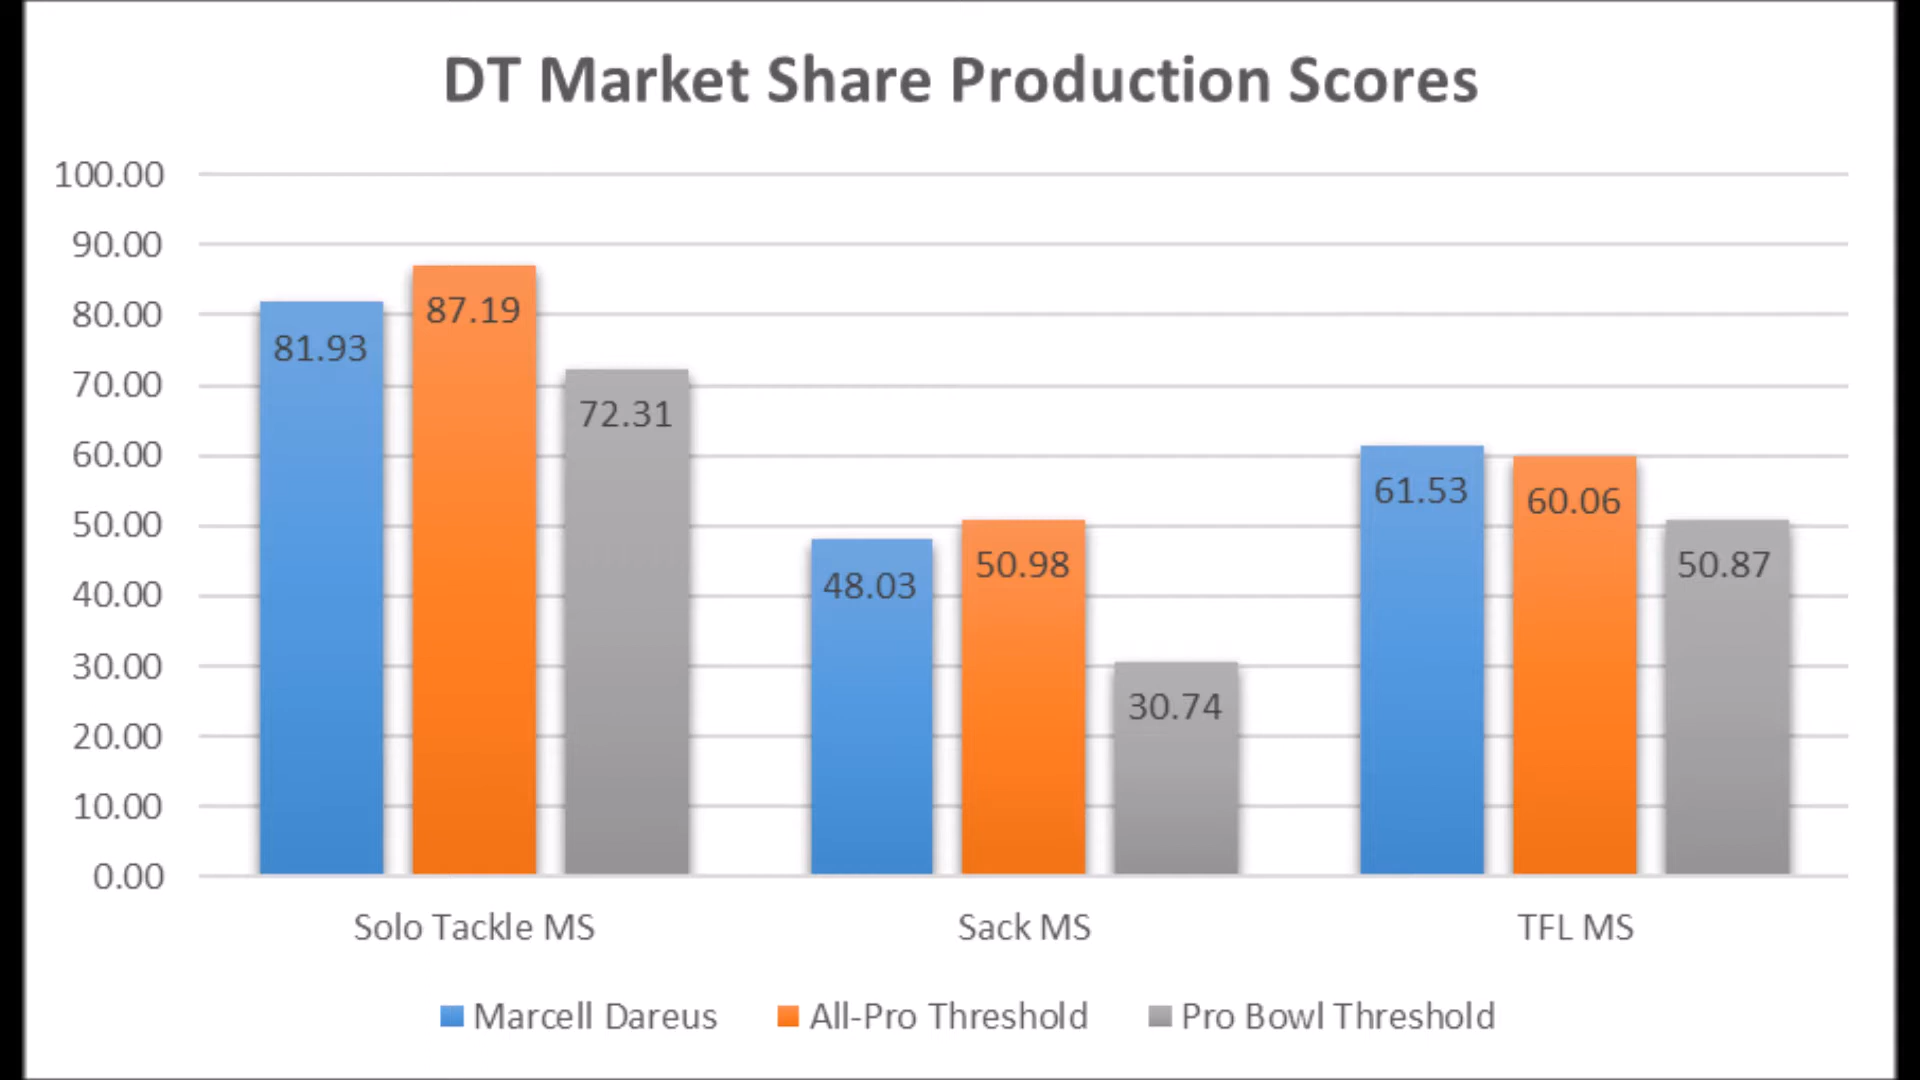 DT Market Share Production Scores
100.00
90.00
80.00
70.00
60.00
50.00
40.00
30.00
20.00
10.00
0.00
81.93
87.19
72.31
48.03
50.98
30.74
61.53
60.06
50.87
Solo Tackle MS
Sack MS
TFL MS
Marcell Dareus
All-Pro Threshold
Pro Bowl Threshold